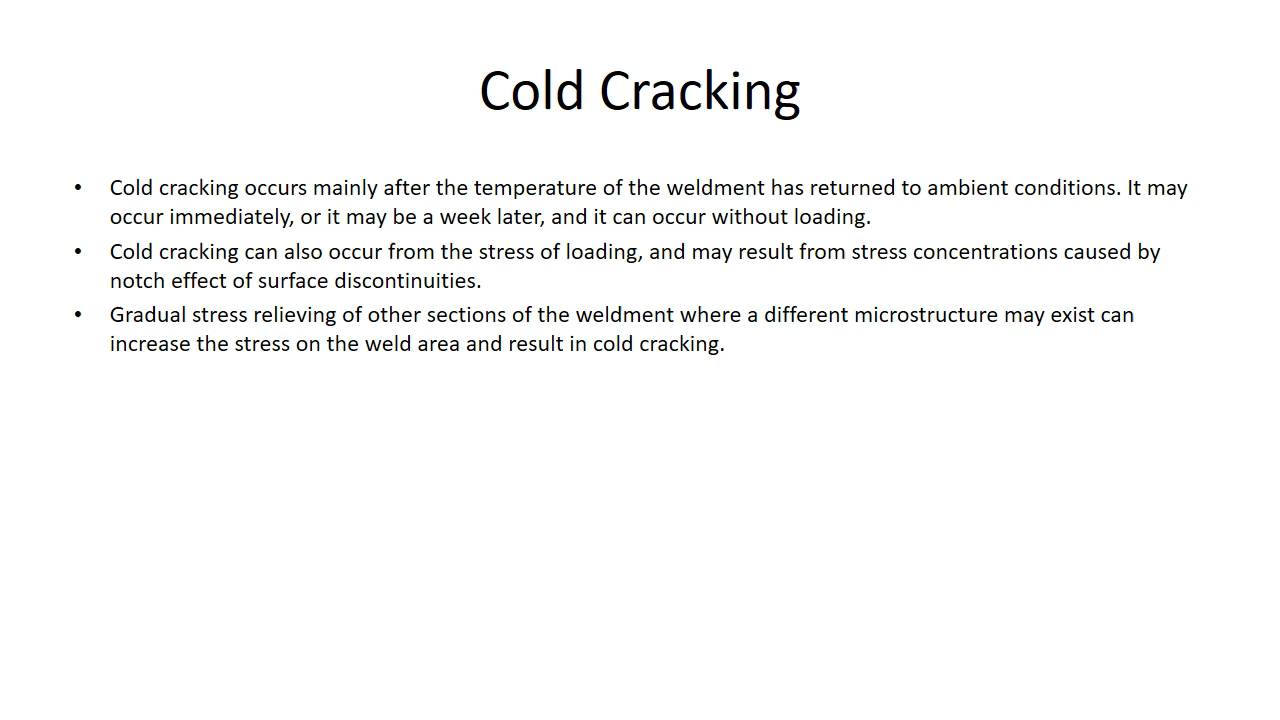 Cold Cracking
• Cold cracking occurs mainly after the temperature of the weldment has returned to ambient conditions. It may
occur immediately, or it may be a week later, and it can occur without loading.
• Cold cracking can also occur from the stress of loading, and may result from stress concentrations caused by
notch effect of surface discontinuities.
• Gradual stress relieving of other sections of the weldment where a different microstructure may exist can
increase the stress on the weld area and result in cold cracking.